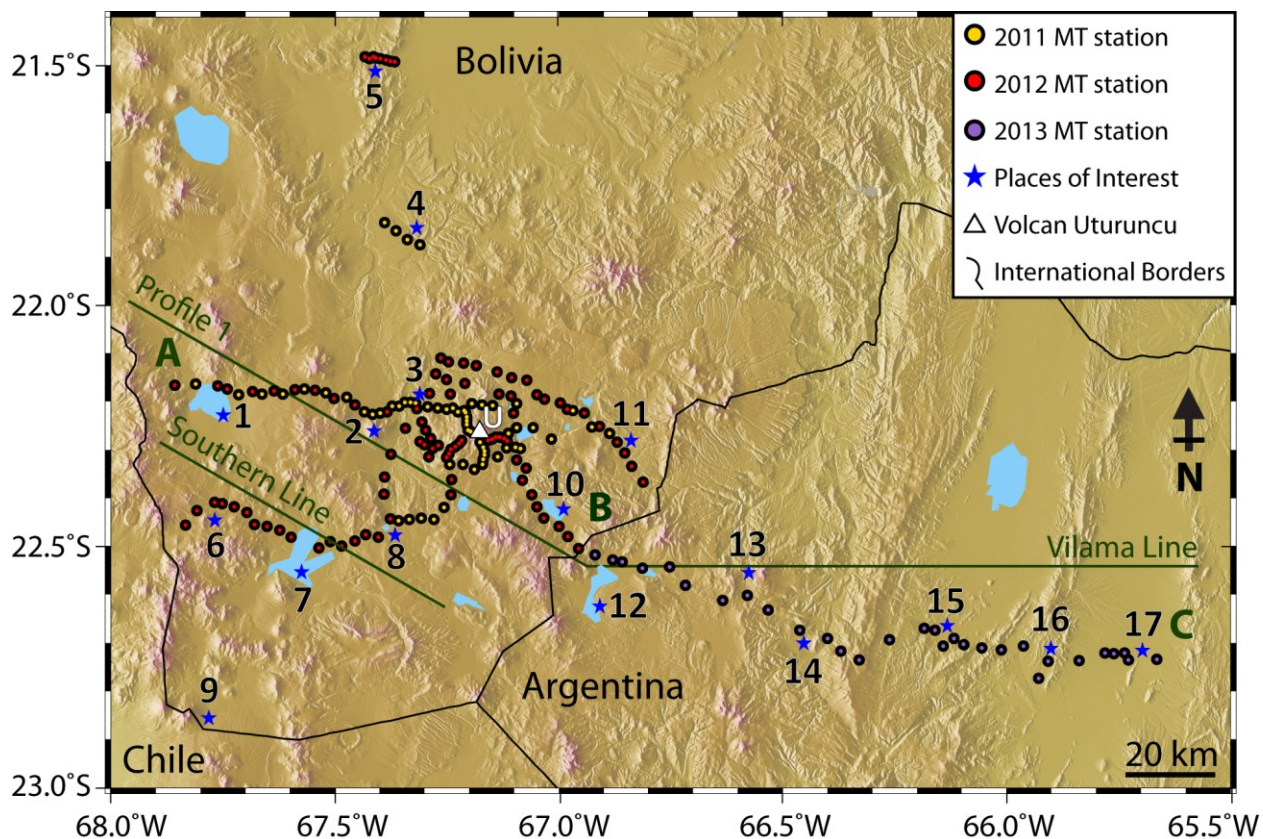 Bolivia
2011 MT station
2012 MT station
2013 MT station
Places of Interest
Volcan Uturuncu
International Borders
21.5°S
5
4
22.0°S
Profile 1
A
3
1
2
U
11
Southern Line
N
10
B
22.5°S
6
8
7
13
Vilama Line
12
15
C
14
16
17
Argentina
9
Chile
20 km
23.0°S
68.0°W
67.5°W
67.0°W
66.5°W
66.0°W
65.5°W